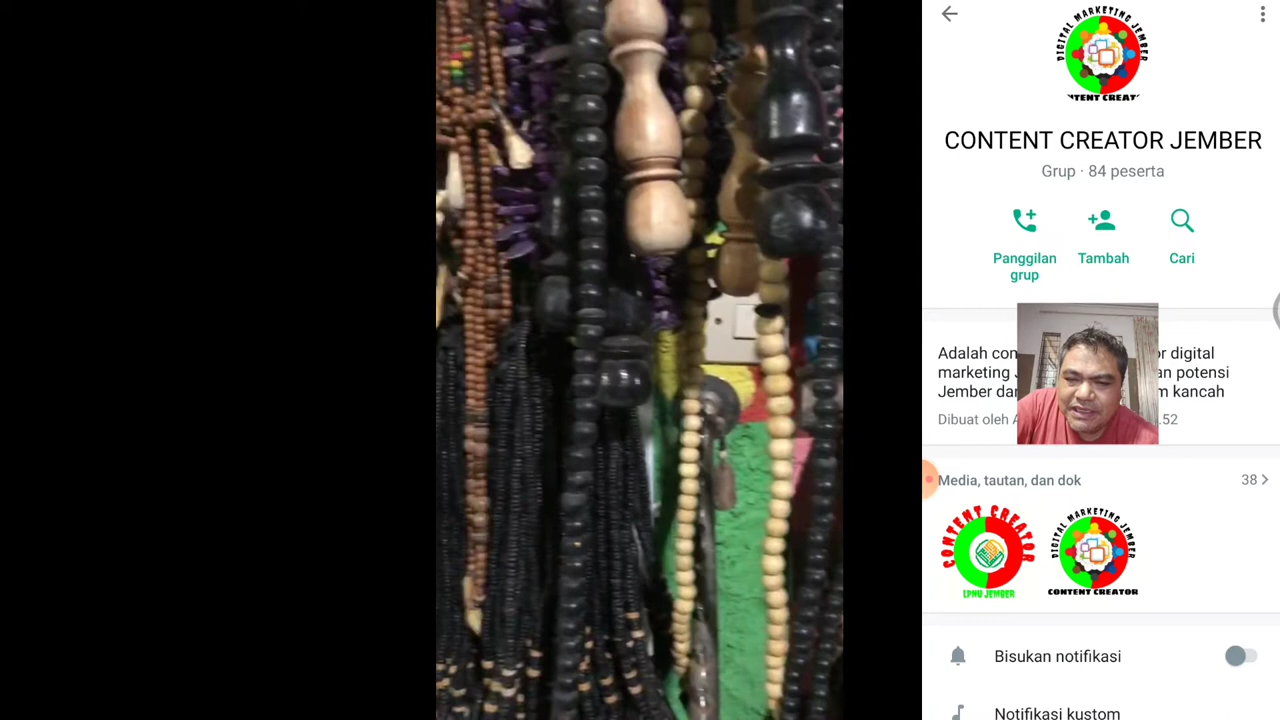 DIGITAL MARKETING JEMBER
CONTENT CREATOR JEMBER
Grup · 84 peserta
Panggilan grup
Tambah
Cari
Adalah
or digital
marketing
an potensi
Jember
m kancah
Dibuat oleh
.52
Media, tautan, dan dok
38
CONTENT CREATOR
LPNU JEMBER
DIGITAL MARKETING JEMBER
CONTENT CREATOR
Bisukan notifikasi
Notifikasi kustom